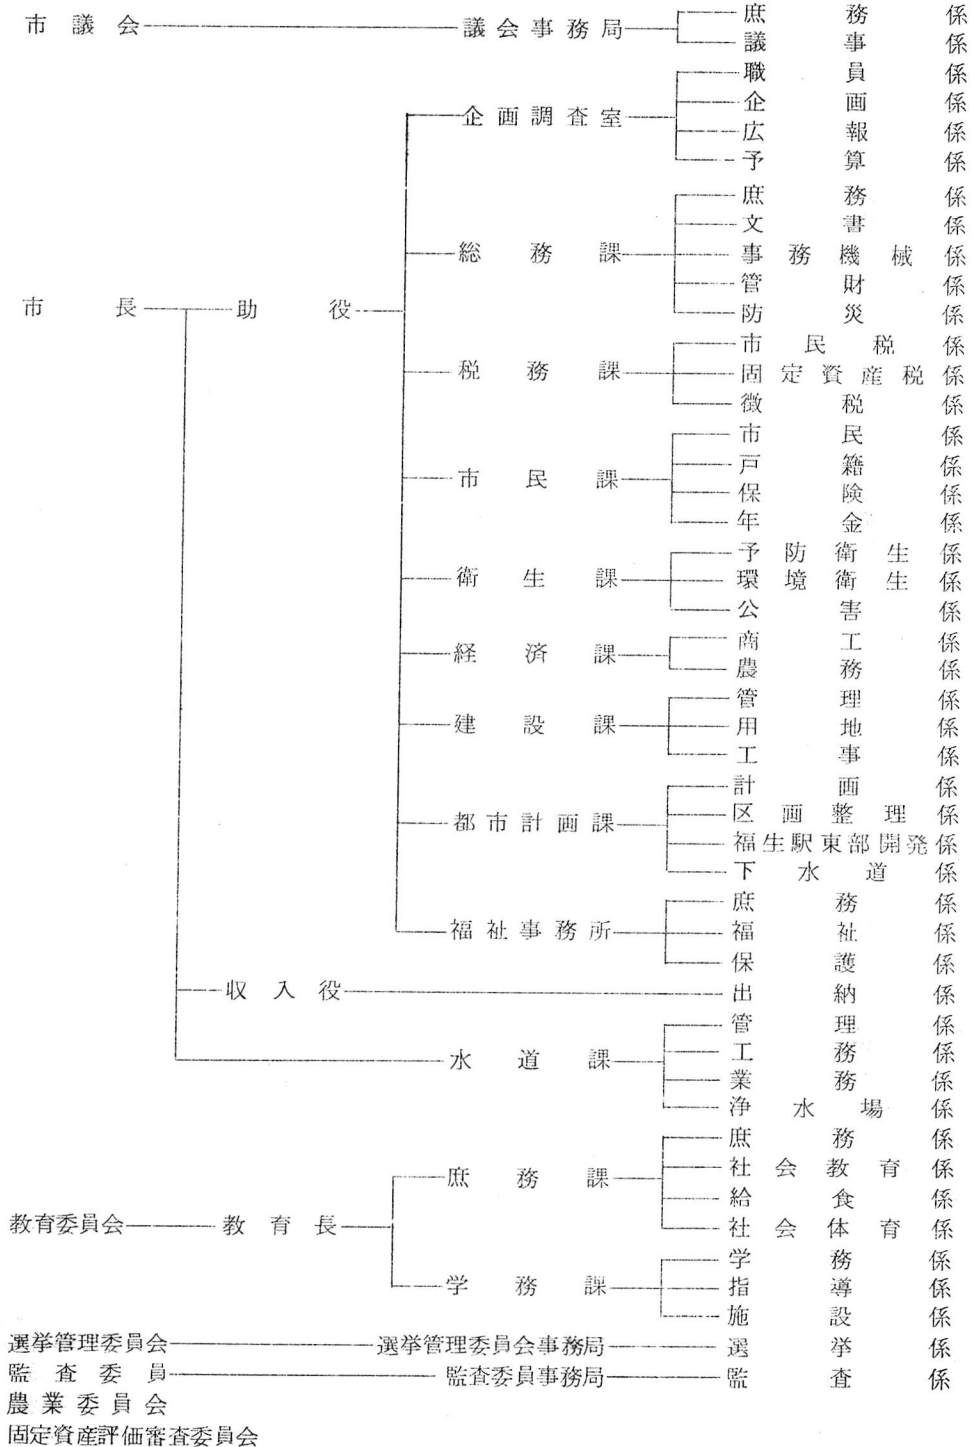 市議会 議会事務局 庶務係
議事係
職員係
企画調査室 企画係
広報係
予算係
庶務係
文書係
総務課 事務機械係
管財係
市長 助役 防災係
市民税係
税務課 固定資産税係
徴税係
市民係
戸籍係
市民課 保険係
年金係
予防衛生係
衛生課 環境衛生係
公害係
経済課 商工係
農務係
管理係
建設課 用地係
工事係
計画係
都市計画課 区画整理係
福生駅東部開発係
下水道係
庶務係
福祉事務所 福祉係
保護係
収入役 出納係
管理係
水道課 工務係
業務係
浄水場係
庶務係
庶務課 社会教育係
給食係
教育委員会 教育長 社会体育係
学務係
学務課 指導係
施設係
選挙管理委員会 選挙管理委員会事務局 選挙係
監査委員 監査委員事務局 監査係
農業委員会
固定資産評価審査委員会